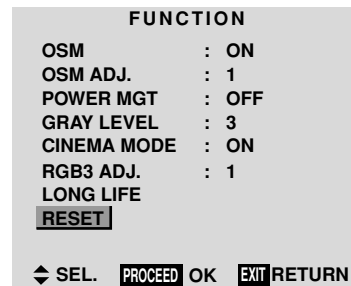 FUNCTION
OSM : ON
OSM ADJ. : 1
POWER MGT : OFF
GRAY LEVEL : 3
CINEMA MODE : ON
RGB3 ADJ. : 1
LONG LIFE
RESET
SEL. PROCEED OK EXIT RETURN